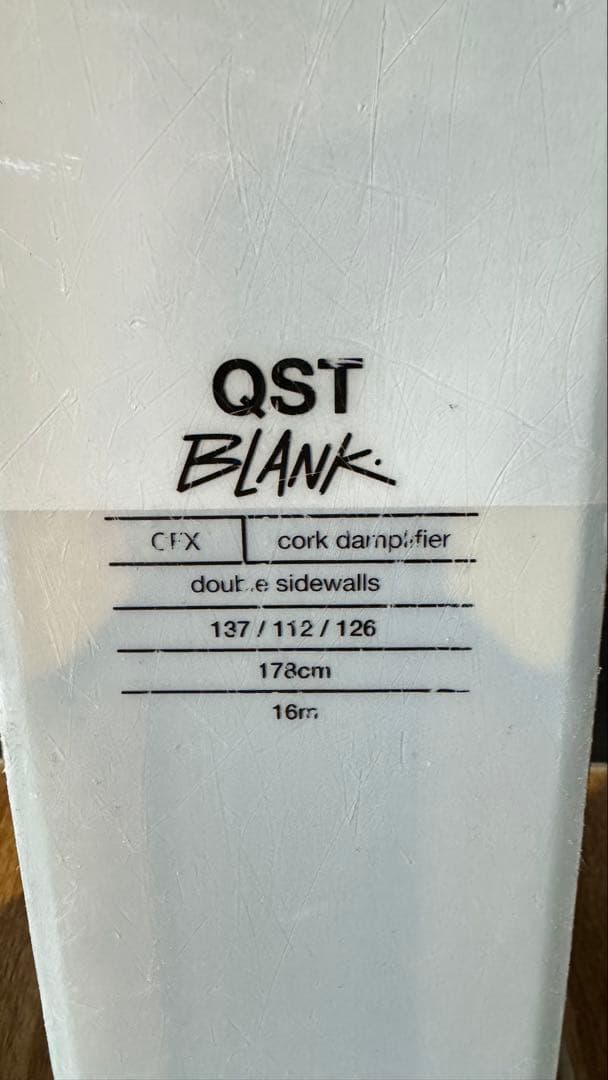 QST
BLANK.
CFX cork damplifier
double sidewalls
137 / 112 / 126
178cm
16m